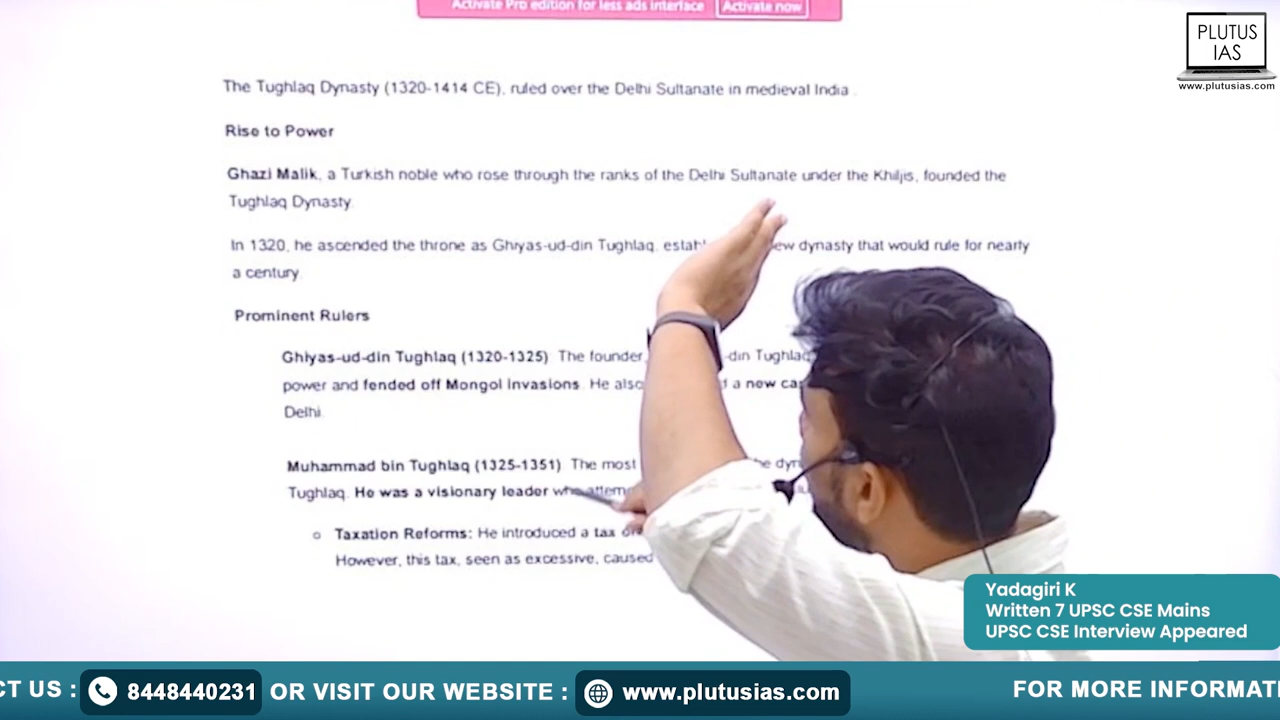 Activate Pro edition for less ads interface Activate now
PLUTUS
IAS
www.plutusias.com
The Tughlaq Dynasty (1320-1414 CE), ruled over the Delhi Sultanate in medieval India .
Rise to Power
Ghazi Malik, a Turkish noble who rose through the ranks of the Delhi Sultanate under the Khiljis, founded the
Tughlaq Dynasty.
In 1320, he ascended the throne as Ghiyas-ud-din Tughlaq, dynasty that would rule for nearly
a century.
Prominent Rulers
Ghiyas-ud-din Tughlaq (1320-1325) The founder, -din Tughlaq
power and fended off Mongol invasions. He also a new
Delhi.
Muhammad bin Tughlaq (1325-1351) The most
Tughlaq. He was a visionary leader who
o Taxation Reforms: He introduced a tax
However, this tax, seen as excessive, caused
Yadagiri K
Written 7 UPSC CSE Mains
UPSC CSE Interview Appeared
CT US : 8448440231 OR VISIT OUR WEBSITE : www.plutusias.com FOR MORE INFORMATI